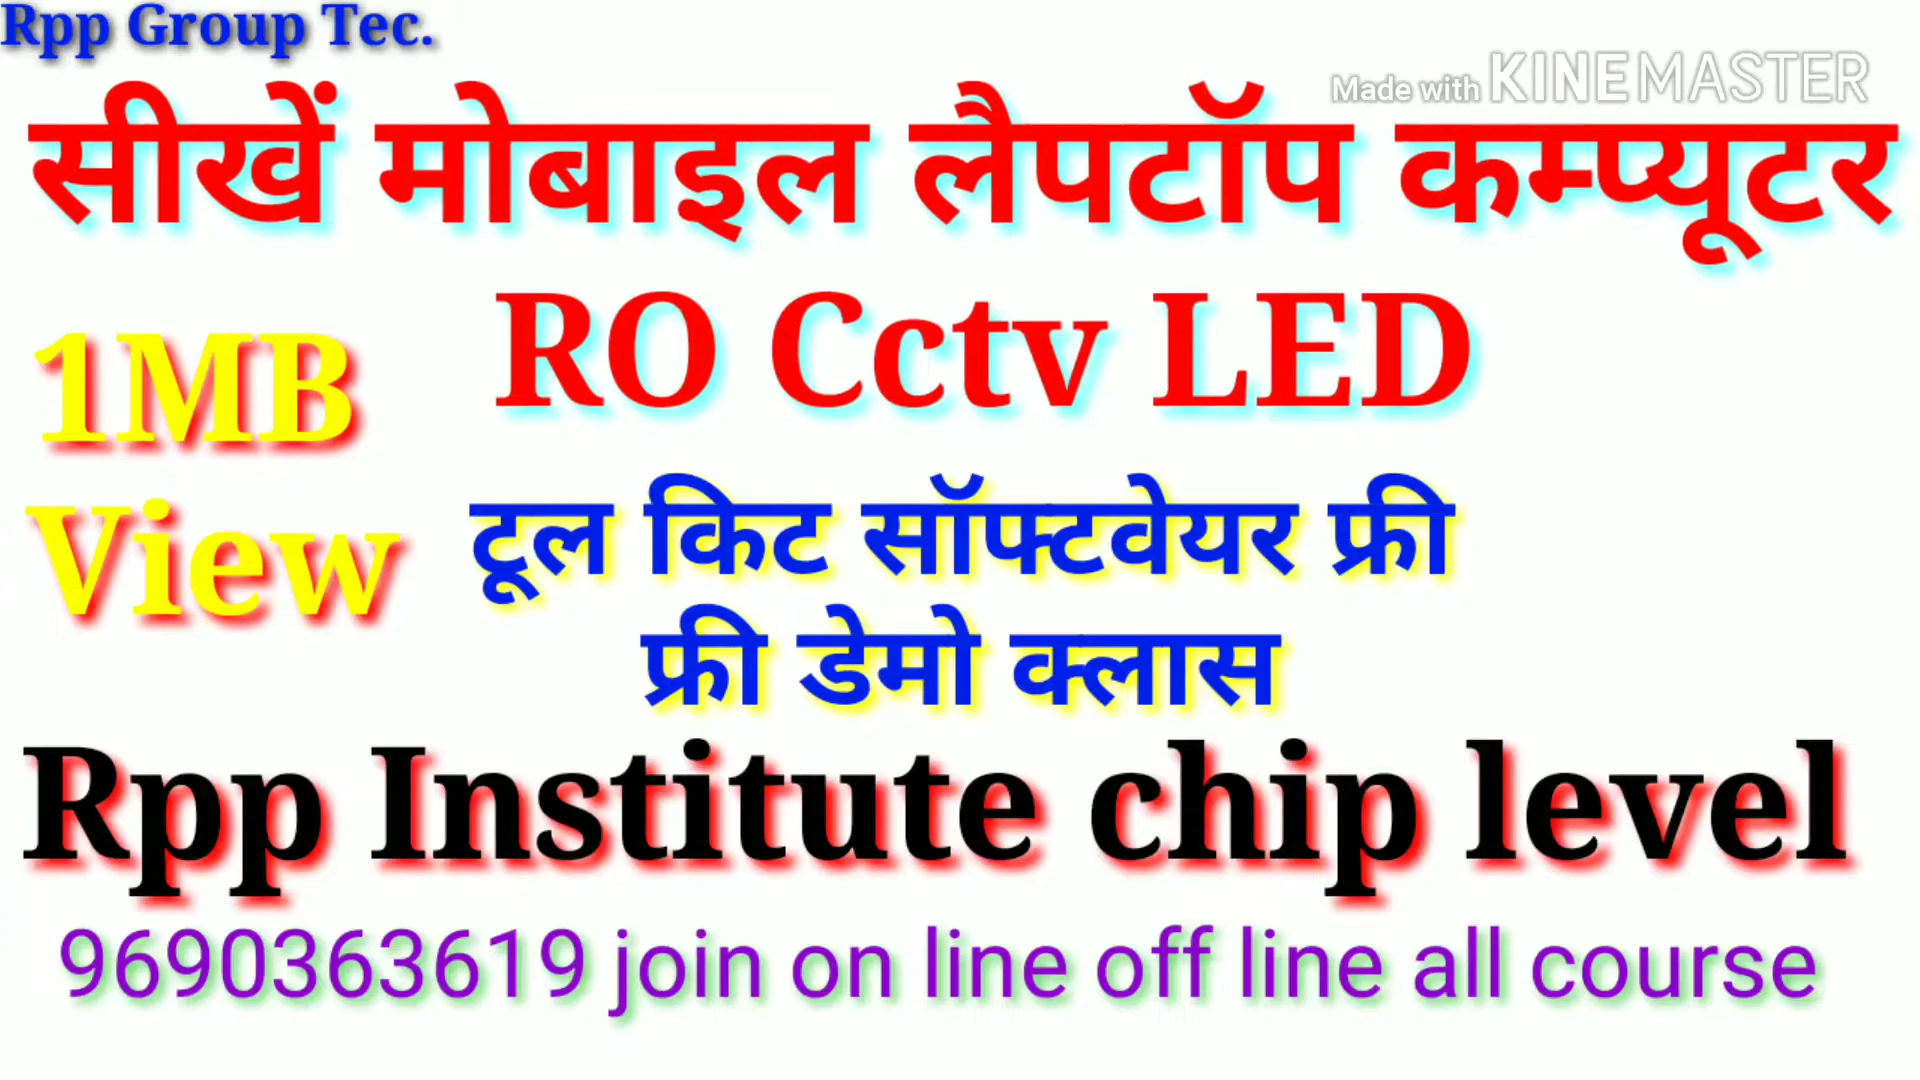 Rpp Group Tec.
Made with KINEMASTER
सीखें मोबाइल लैपटॉप कम्प्यूटर
RO Cctv LED
1MB
View
टूल किट सॉफ्टवेयर फ्री
फ्री डेमो क्लास
Rpp Institute chip level
9690363619 join on line off line all course